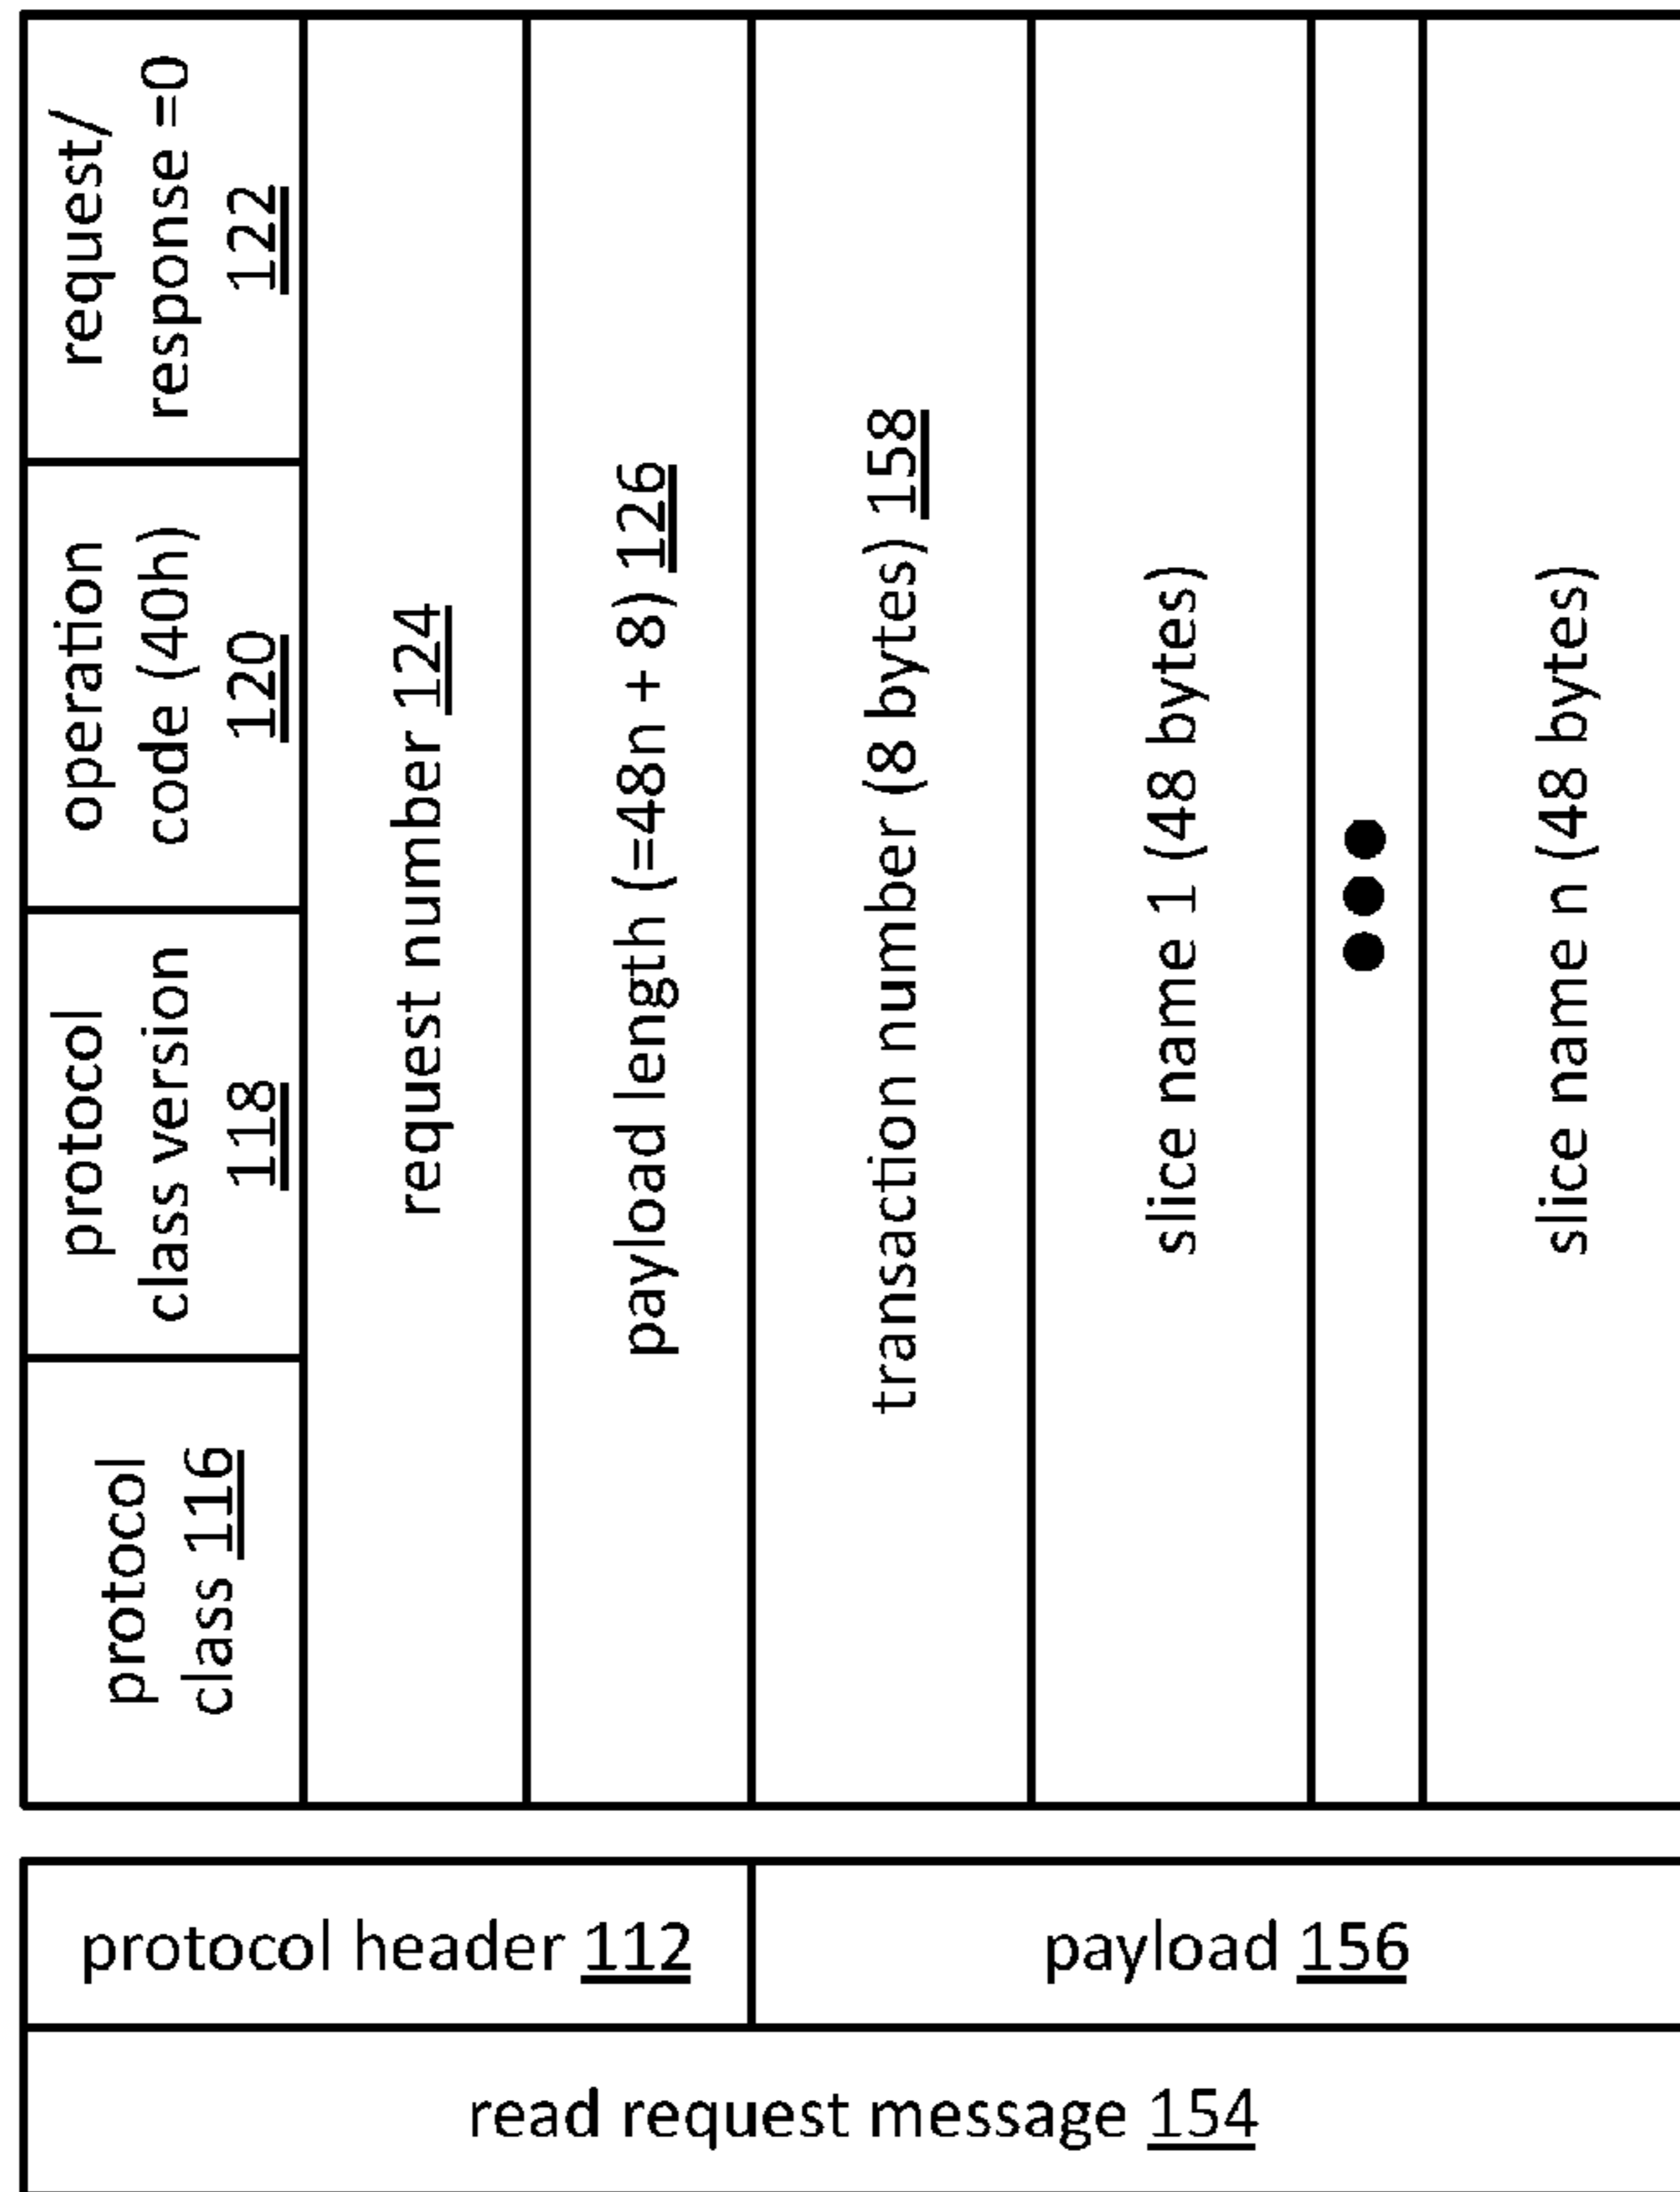 protocol
class 116
protocol
class version
118
operation
code (40h)
120
request/
response =0
122
request number 124
payload length (=48n + 8) 126
transaction number (8 bytes) 158
slice name 1 (48 bytes)
slice name n (48 bytes)
protocol header 112
payload 156
read request message 154